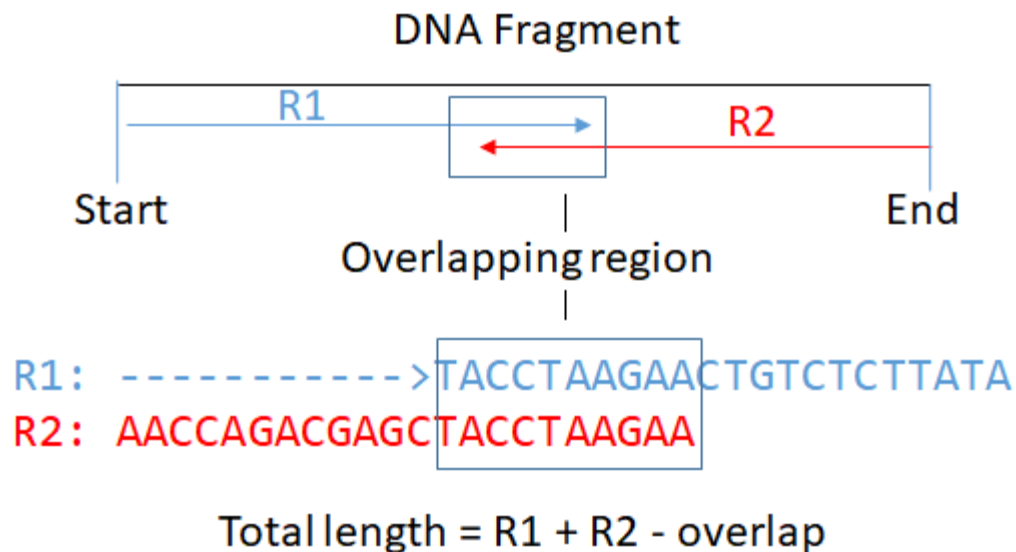 DNA Fragment
R1
R2
Start
End
Overlapping region
R1: ----------->TACCTAAGAACTGTCTCTTATA
R2: AACCAGACGAGCTACCTAAGAA
Total length = R1 + R2 - overlap